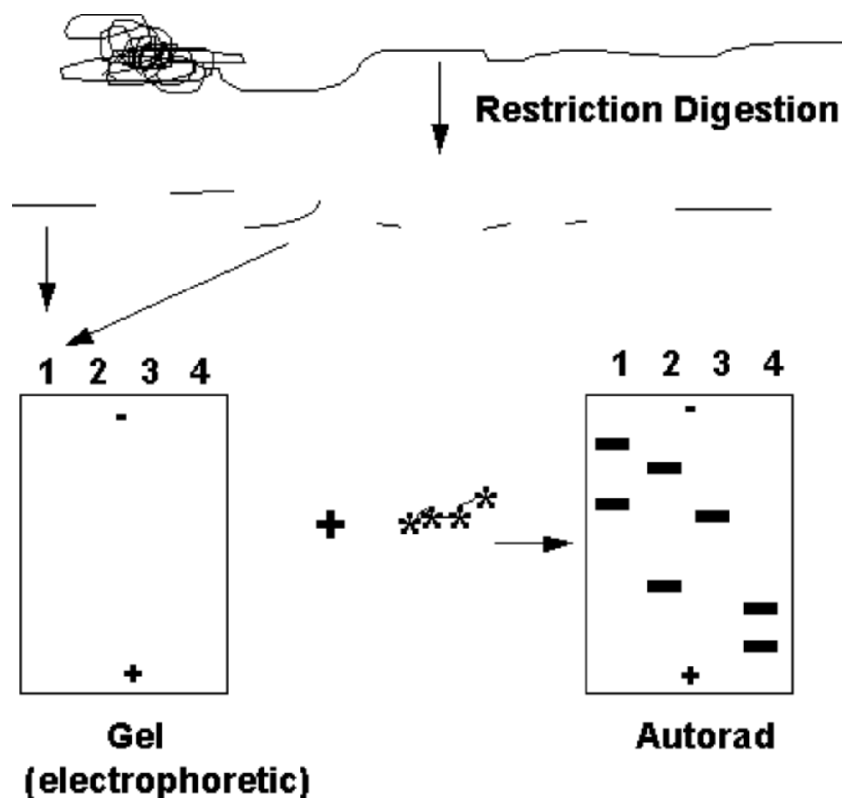 Restriction Digestion
1 2 3 4
1 2 3 4
-
-
+
* * * *
+
+
Gel
(electrophoretic)
Autorad